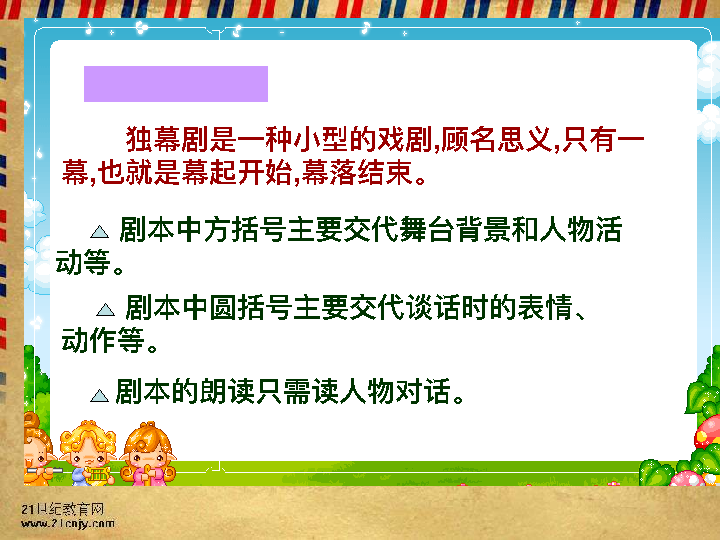 独幕剧是一种小型的戏剧,顾名思义,只有一
幕,也就是幕起开始,幕落结束。
剧本中方括号主要交代舞台背景和人物活
动等。
剧本中圆括号主要交代谈话时的表情、
动作等。
剧本的朗读只需读人物对话。
21世纪教育网
www.21cnjy.com